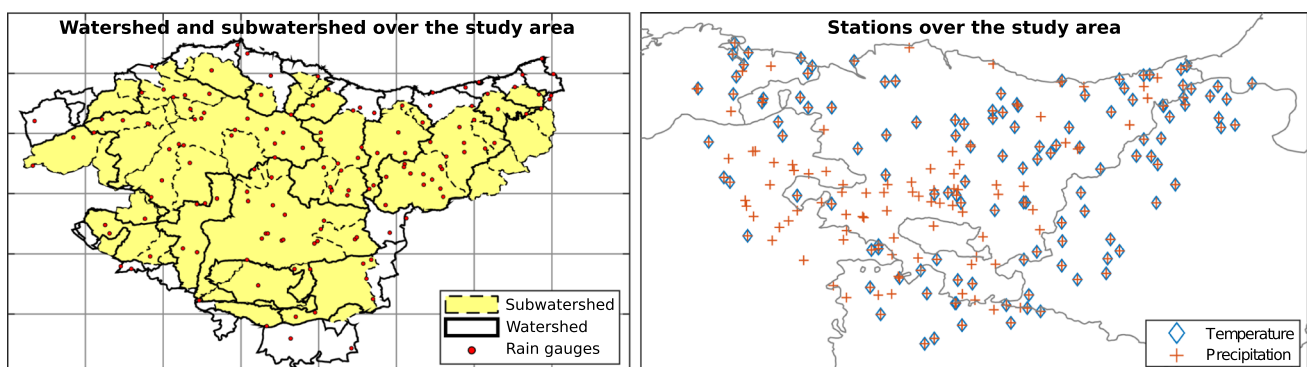 Watershed and subwatershed over the study area
Subwatershed
Watershed
Rain gauges
Stations over the study area
Temperature
Precipitation